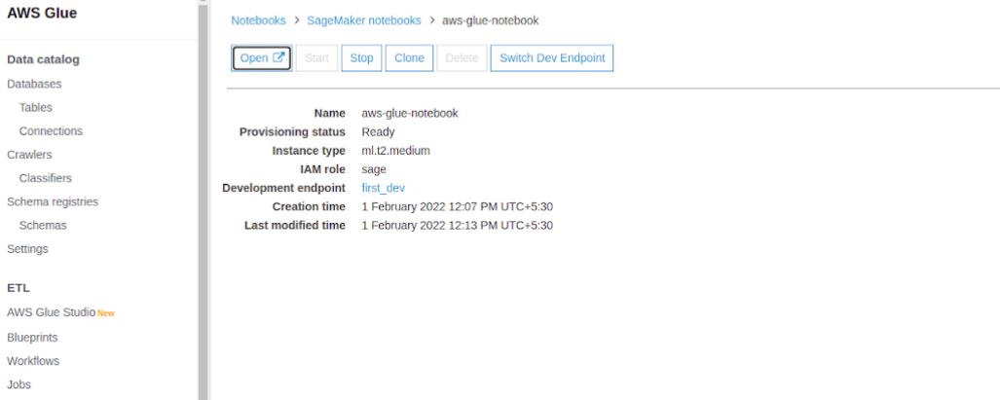 AWS Glue
Data catalog
Databases
Tables
Connections
Crawlers
Classifiers
Schema registries
Schemas
Settings
ETL
AWS Glue Studio New
Blueprints
Workflows
Jobs
Notebooks > SageMaker notebooks > aws-glue-notebook
Open Start Stop Clone Delete Switch Dev Endpoint
Name aws-glue-notebook
Provisioning status Ready
Instance type ml.t2.medium
IAM role sage
Development endpoint first_dev
Creation time 1 February 2022 12:07 PM UTC+5:30
Last modified time 1 February 2022 12:13 PM UTC+5:30